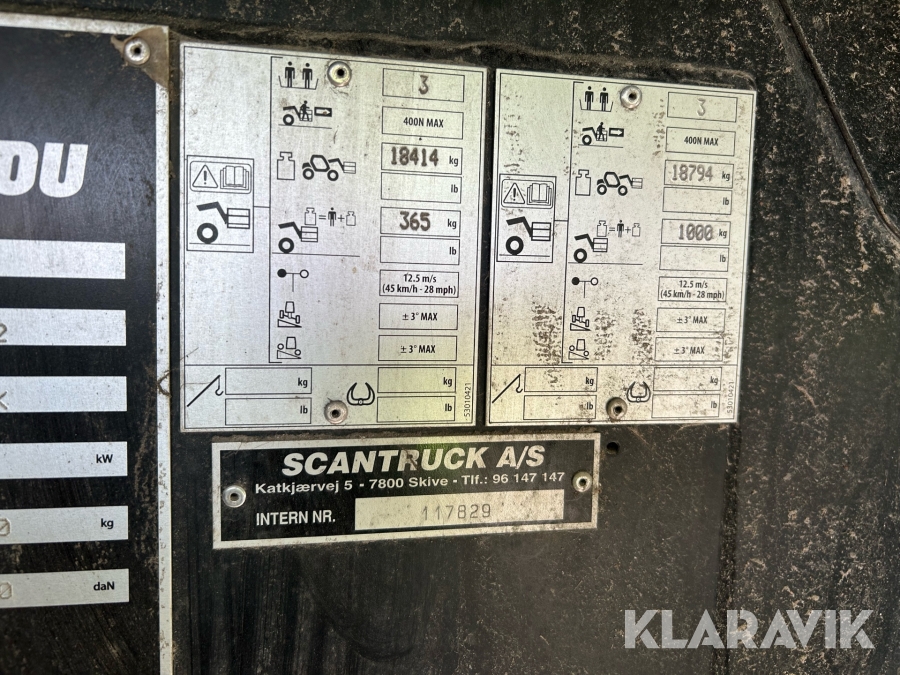 OU
2
kW
kg
daN
3
400N MAX
18414 kg
lb
365 kg
lb
12.5 m/s
(45 km/h - 28 mph)
± 3° MAX
± 3° MAX
kg
kg
lb
lb
53010421
3
400N MAX
18794 kg
lb
1000 kg
lb
12.5 m/s
(45 km/h - 28 mph)
± 3° MAX
± 3° MAX
kg
kg
lb
lb
53010421
SCANTRUCK A/S
Katkjærvej 5 - 7800 Skive - Tlf.: 96 147 147
INTERN NR. 117829
KLARAVIK